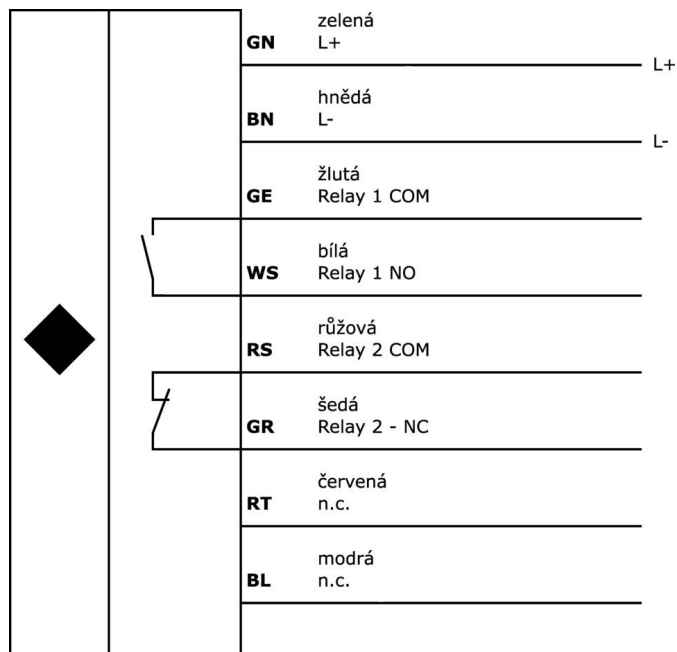 zelená
GN L+
L+
hnědá
BN L-
L-
žlutá
GE Relay 1 COM
bílá
WS Relay 1 NO
růžová
RS Relay 2 COM
šedá
GR Relay 2 - NC
červená
RT n.c.
modrá
BL n.c.